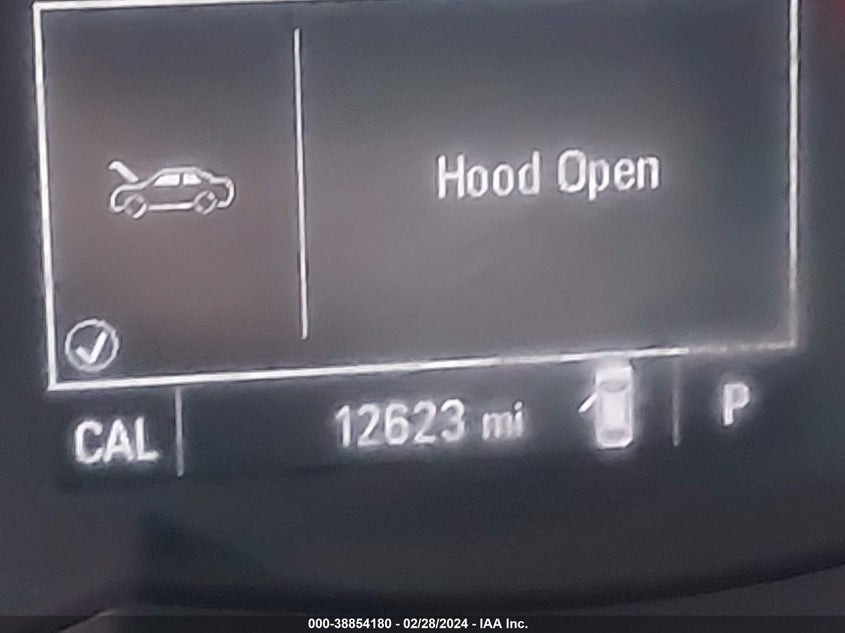 Hood Open
CAL 12623 mi P
000-38854180 - 02/28/2024 - IAA Inc.